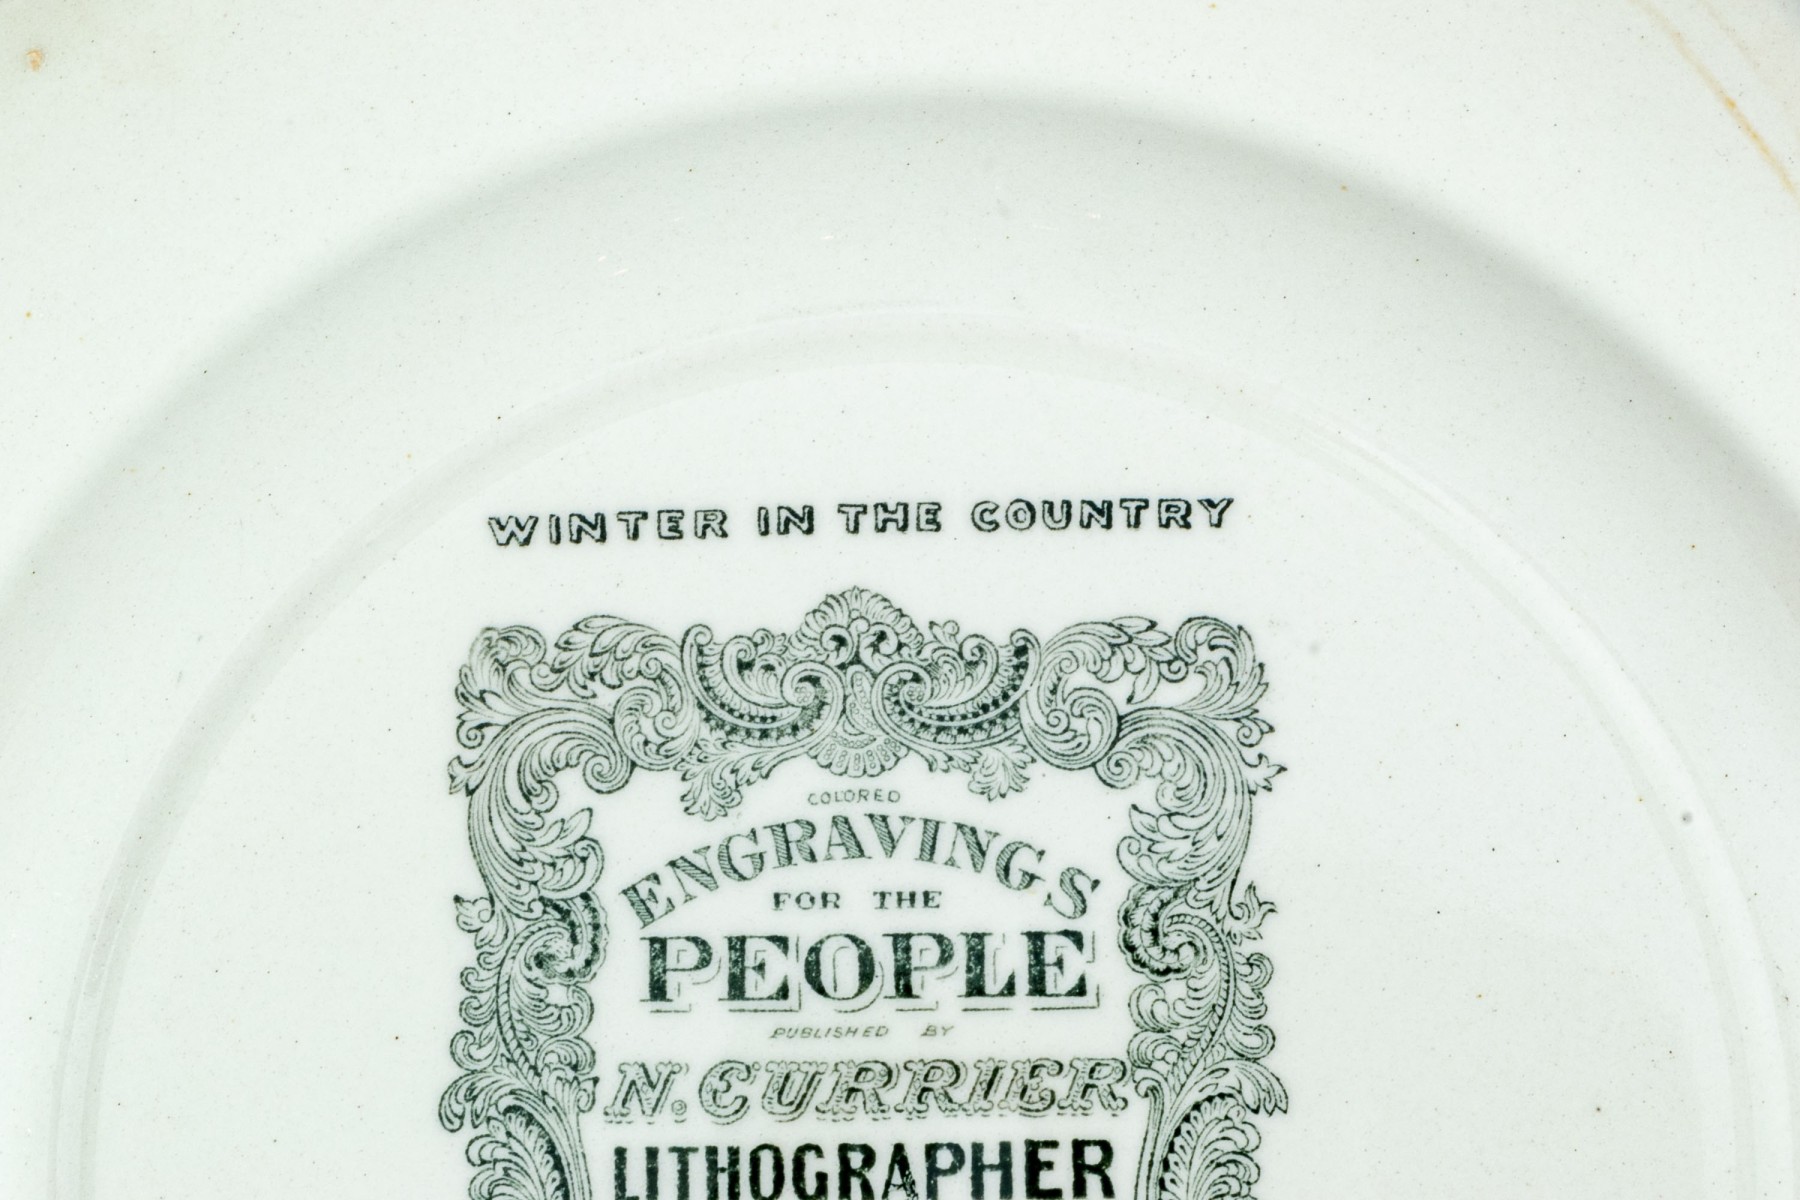 WINTER IN THE COUNTRY
COLORED
ENGRAVINGS
FOR THE
PEOPLE
PUBLISHED BY
N. CURRIER
LITHOGRAPHER